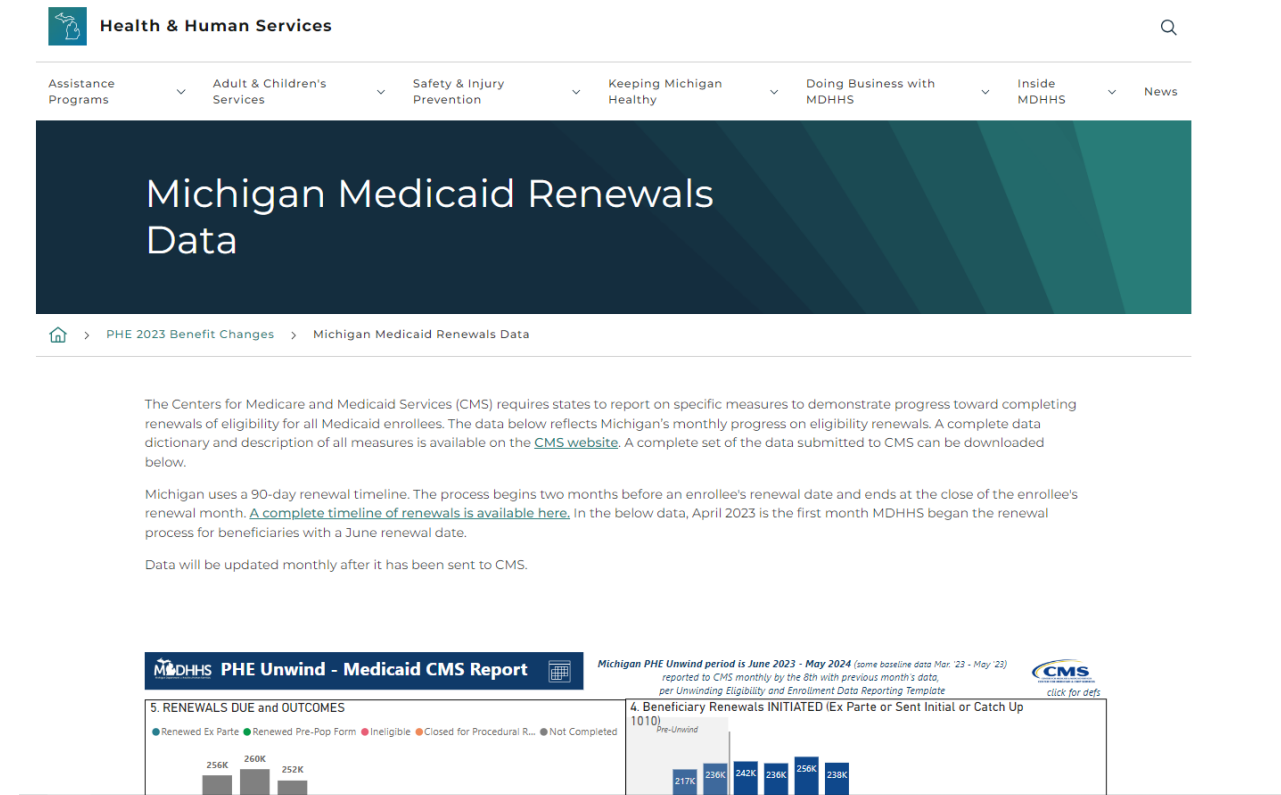 Health & Human Services
Assistance Programs
Adult & Children's Services
Safety & Injury Prevention
Keeping Michigan Healthy
Doing Business with MDHHS
Inside MDHHS
News
Michigan Medicaid Renewals
Data
PHE 2023 Benefit Changes > Michigan Medicaid Renewals Data
The Centers for Medicare and Medicaid Services (CMS) requires states to report on specific measures to demonstrate progress toward completing
renewals of eligibility for all Medicaid enrollees. The data below reflects Michigan's monthly progress on eligibility renewals. A complete data
dictionary and description of all measures is available on the CMS website. A complete set of the data submitted to CMS can be downloaded
below.
Michigan uses a 90-day renewal timeline. The process begins two months before an enrollee's renewal date and ends at the close of the enrollee's
renewal month. A complete timeline of renewals is available here. In the below data, April 2023 is the first month MDHHS began the renewal
process for beneficiaries with a June renewal date.
Data will be updated monthly after it has been sent to CMS.
MDHHS PHE Unwind - Medicaid CMS Report
Michigan PHE Unwind period is June 2023 - May 2024 (some baseline data Mar. '23 - May '23)
reported to CMS monthly by the 8th with previous month's data,
per Unwinding Eligibility and Enrollment Data Reporting Template
CMS
click for defs
5. RENEWALS DUE and OUTCOMES
Renewed Ex Parte Renewed Pre-Pop Form Ineligible Closed for Procedural R... Not Completed
256K 260K 252K
4. Beneficiary Renewals INITIATED (Ex Parte or Sent Initial or Catch Up
1010)
Pre-Unwind
217K 236K 242K 236K 256K 238K